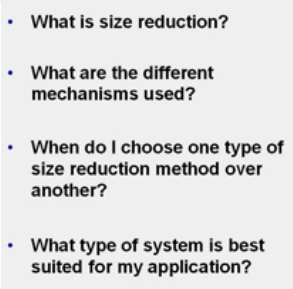 • What is size reduction?
• What are the different
mechanisms used?
• When do I choose one type of
size reduction method over
another?
• What type of system is best
suited for my application?